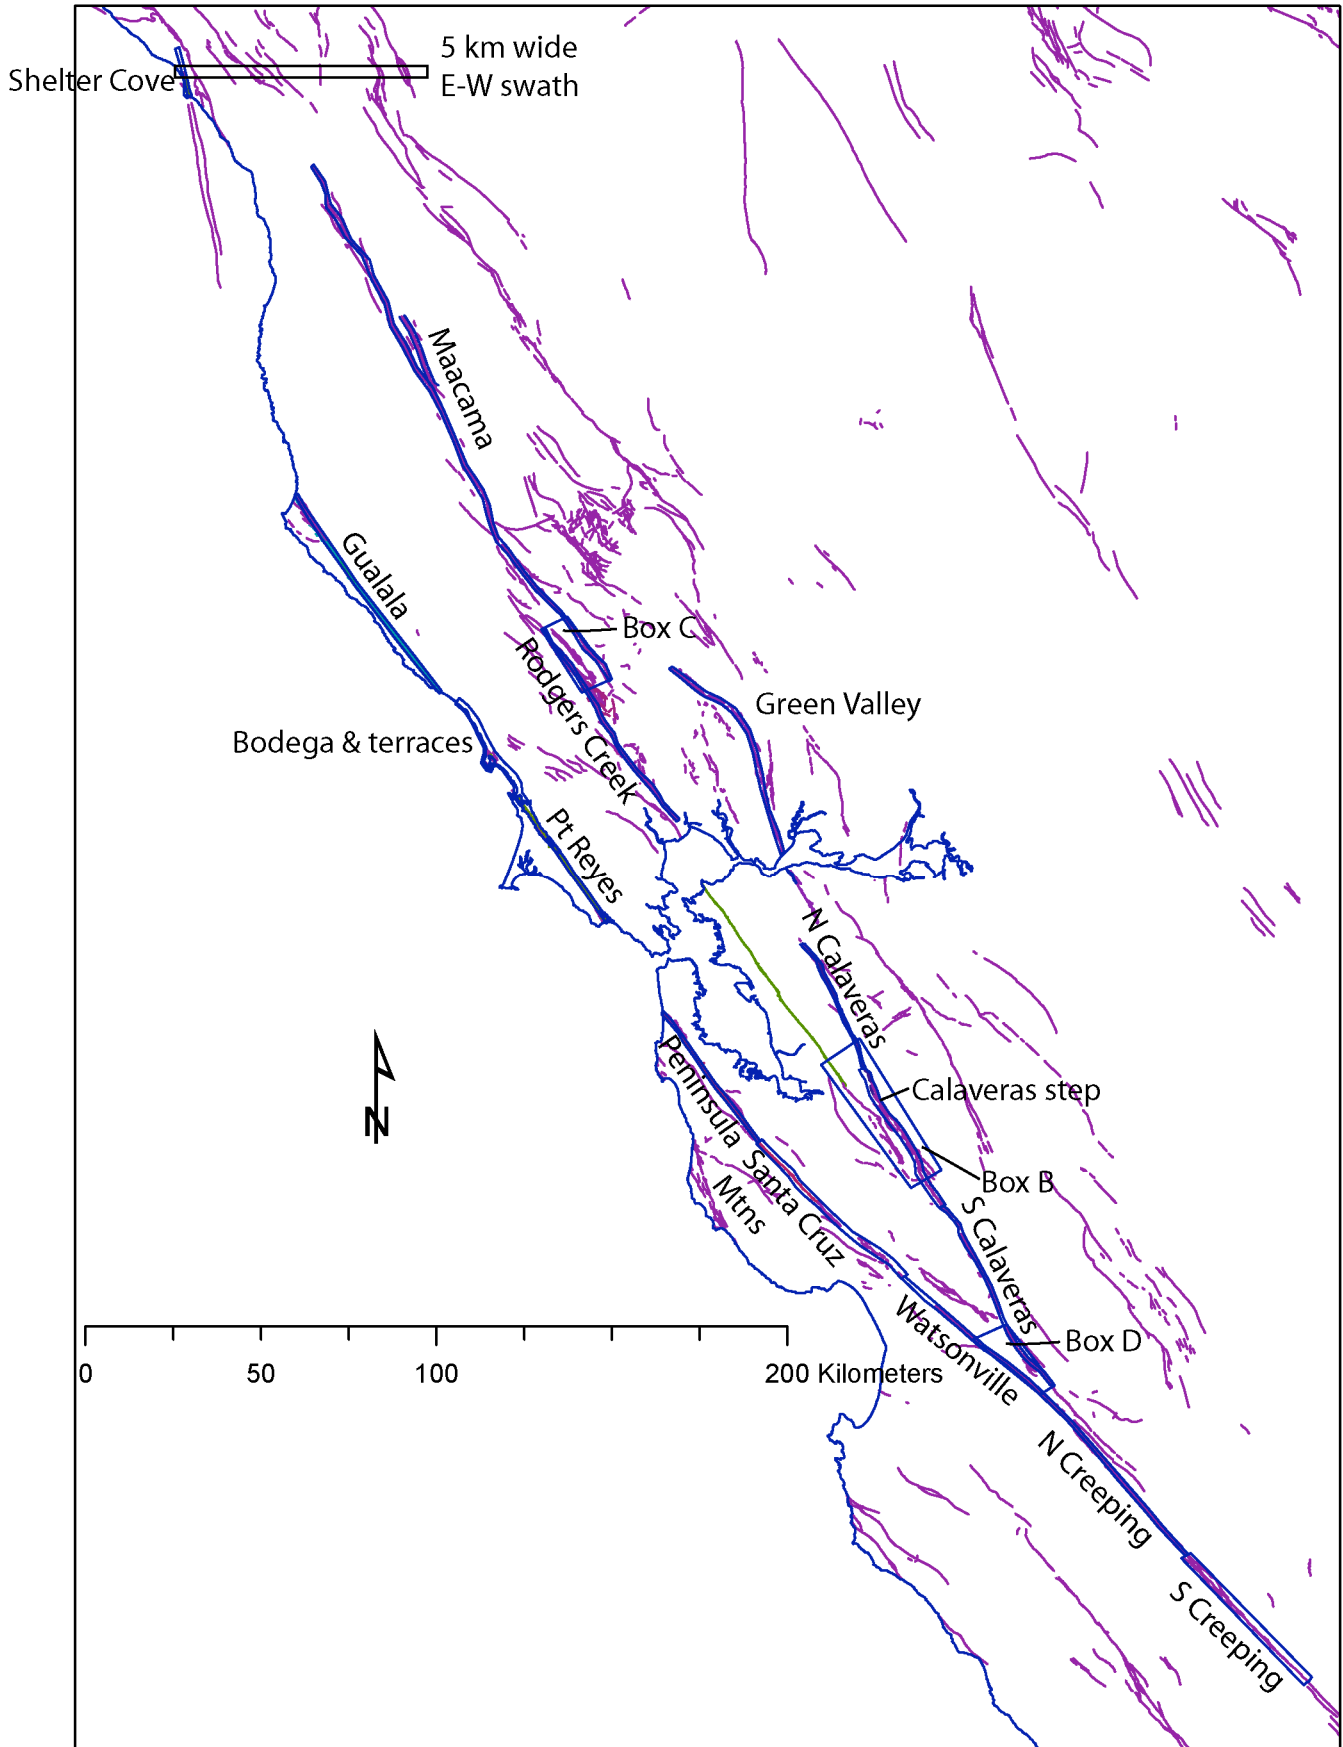 5 km wide
E-W swath
Shelter Cove
Maacama
Gualala
Box C
Rodgers Creek
Green Valley
Bodega & terraces
Pt Reyes
N Calaveras
N
Peninsula
Calaveras step
Santa Cruz
Mtns
Box B
S Calaveras
Watsonville
Box D
0 50 100 200 Kilometers
N Creeping
S Creeping